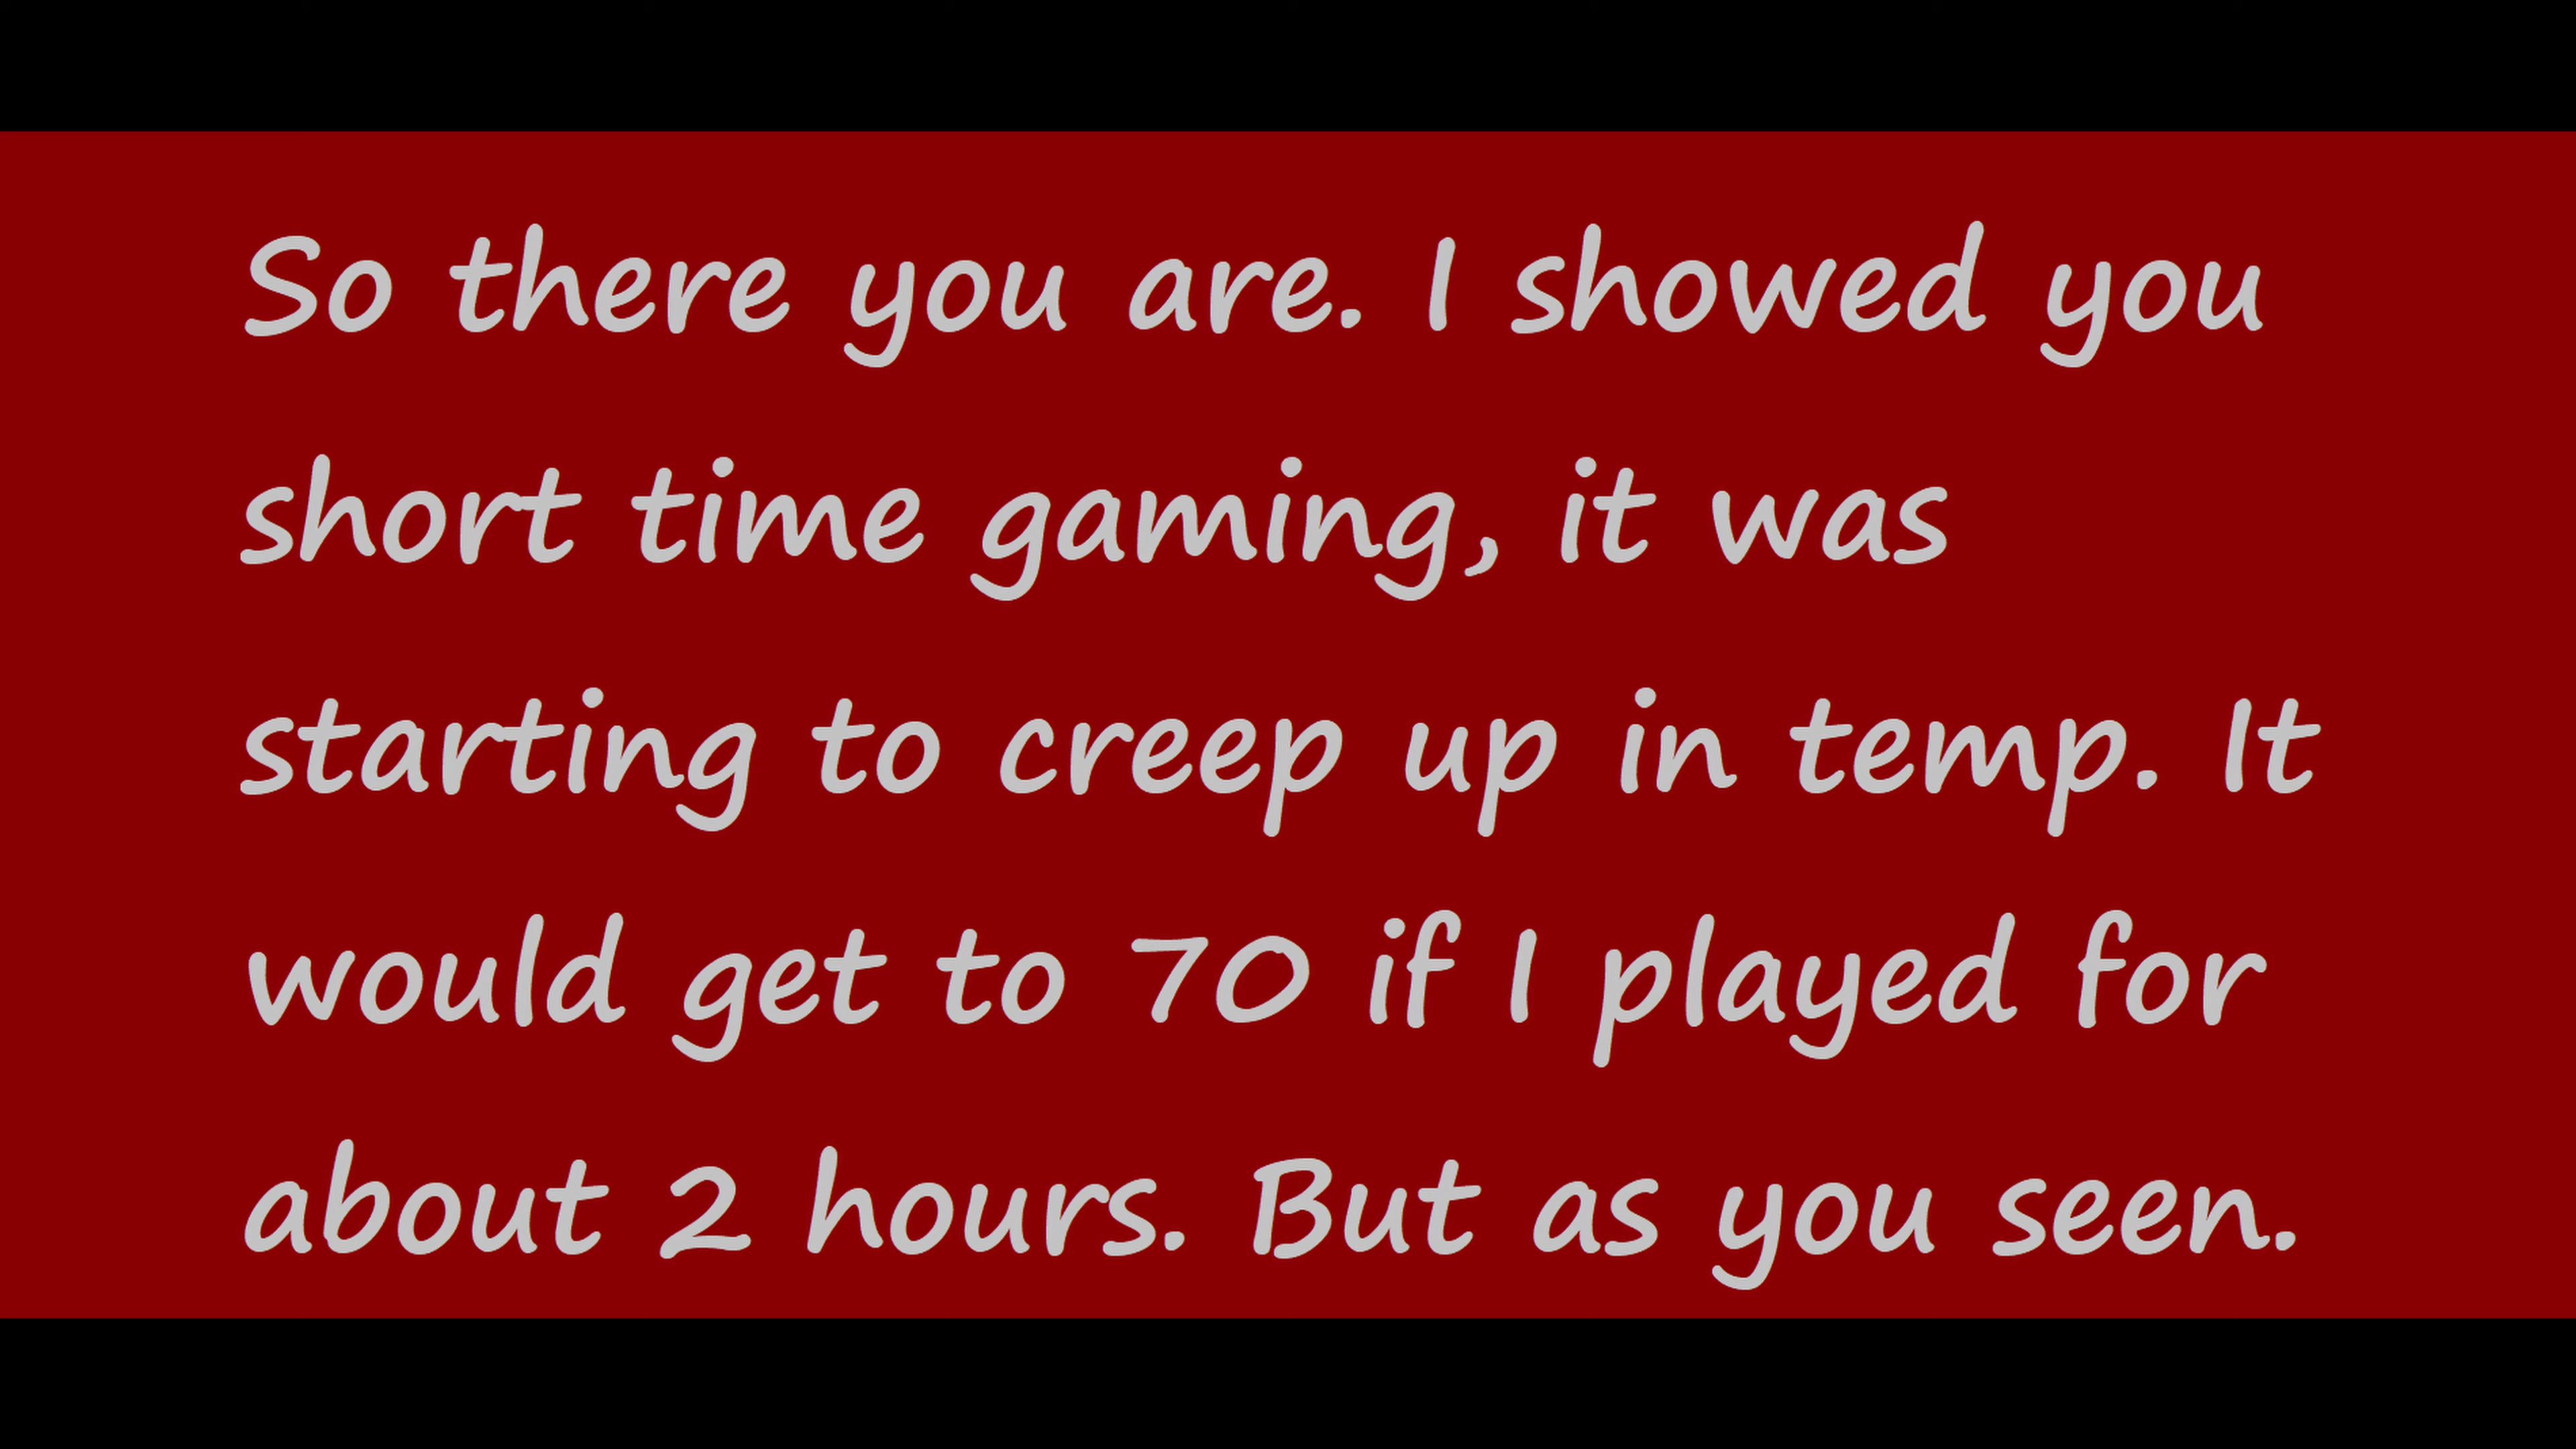 So there you are. I showed you
short time gaming, it was
starting to creep up in temp. It
would get to 70 if I played for
about 2 hours. But as you seen.